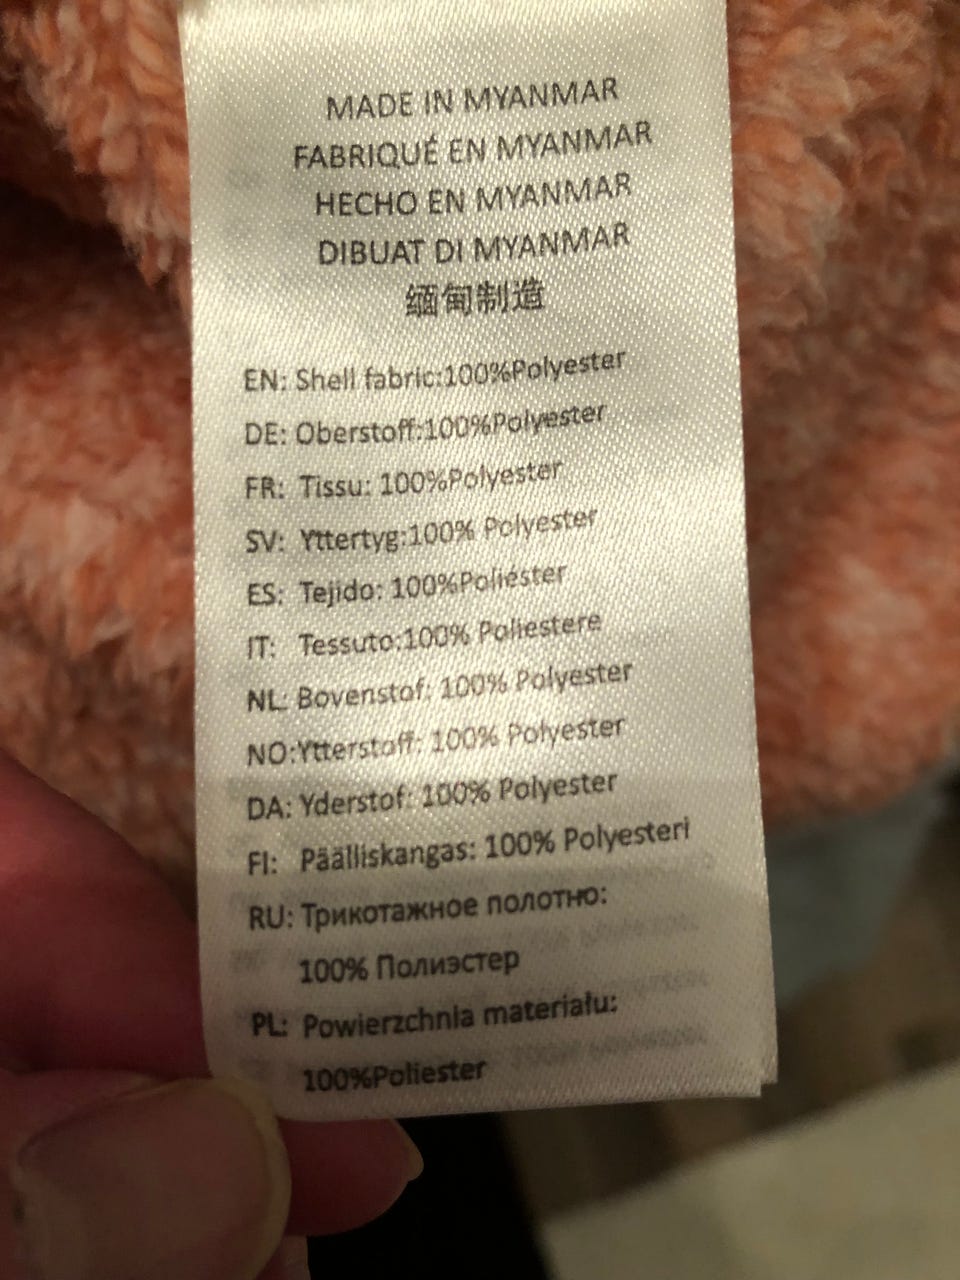 MADE IN MYANMAR
FABRIQUÉ EN MYANMAR
HECHO EN MYANMAR
DIBUAT DI MYANMAR
缅甸制造
EN: Shell fabric:100%Polyester
DE: Oberstoff:100%Polyester
FR: Tissu: 100%Polyester
SV: Yttertyg:100% Polyester
ES: Tejido: 100%Poliéster
IT: Tessuto:100% Poliestere
NL: Bovenstof: 100% Polyester
NO:Ytterstoff: 100% Polyester
DA: Yderstof: 100% Polyester
FI: Päälliskangas: 100% Polyesteri
RU: Трикотажное полотно:
100% Полиэстер
PL: Powierzchnia materiału:
100%Poliester